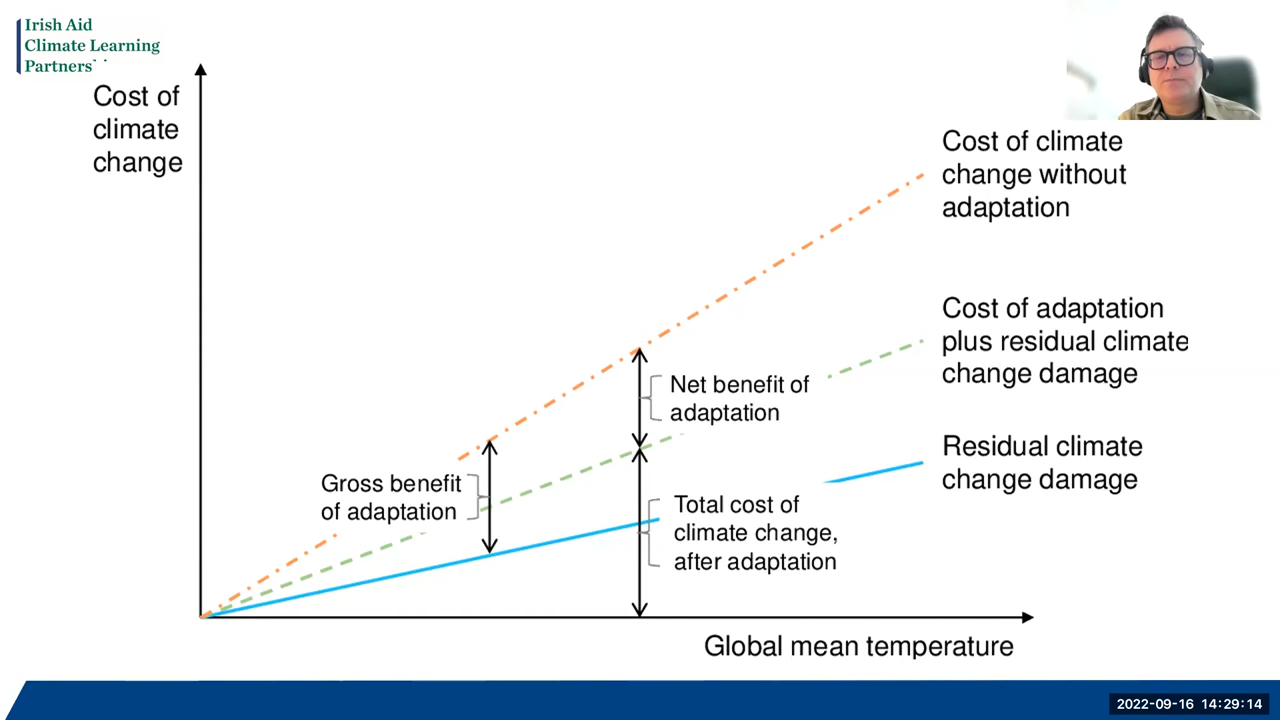 Irish Aid
Climate Learning
Partners
Cost of
climate
change
Cost of climate
change without
adaptation
Cost of adaptation
plus residual climate
change damage
Net benefit of
adaptation
Residual climate
change damage
Gross benefit
of adaptation
Total cost of
climate change,
after adaptation
Global mean temperature
2022-09-16 14:29:14